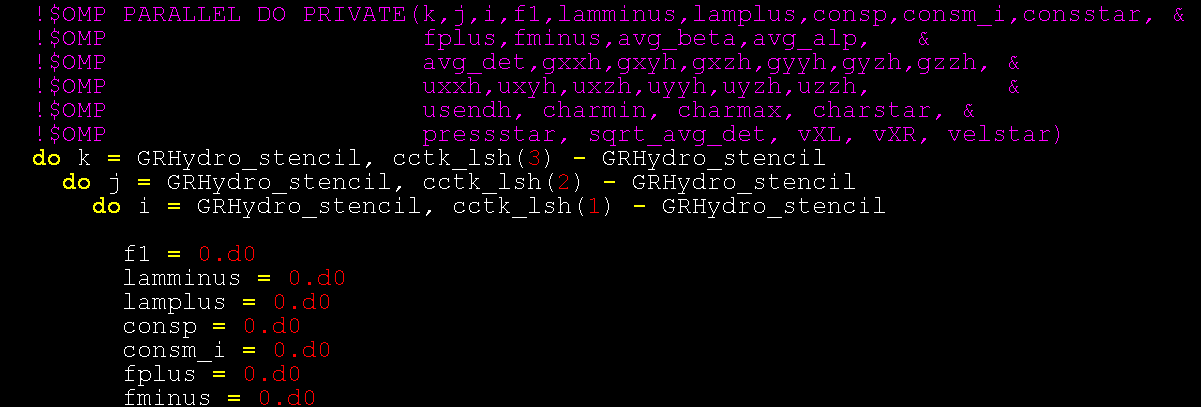 !$OMP PARALLEL DO PRIVATE(k,j,i,f1,lamminus,lamplus,consp,consm_i,consstar, &
!$OMP                     fplus,fminus,avg_beta,avg_alp,   &
!$OMP                     avg_det,gxxh,gxyh,gxzh,gyyh,gyzh,gzzh, &
!$OMP                     uxxh,uxyh,uxzh,uyyh,uyzh,uzzh,         &
!$OMP                     usendh, charmin, charmax, charstar, &
!$OMP                     pressstar, sqrt_avg_det, vXL, vXR, velstar)
do k = GRHydro_stencil, cctk_lsh(3) - GRHydro_stencil
  do j = GRHydro_stencil, cctk_lsh(2) - GRHydro_stencil
    do i = GRHydro_stencil, cctk_lsh(1) - GRHydro_stencil
      f1 = 0.d0
      lamminus = 0.d0
      lamplus = 0.d0
      consp = 0.d0
      consm_i = 0.d0
      fplus = 0.d0
      fminus = 0.d0